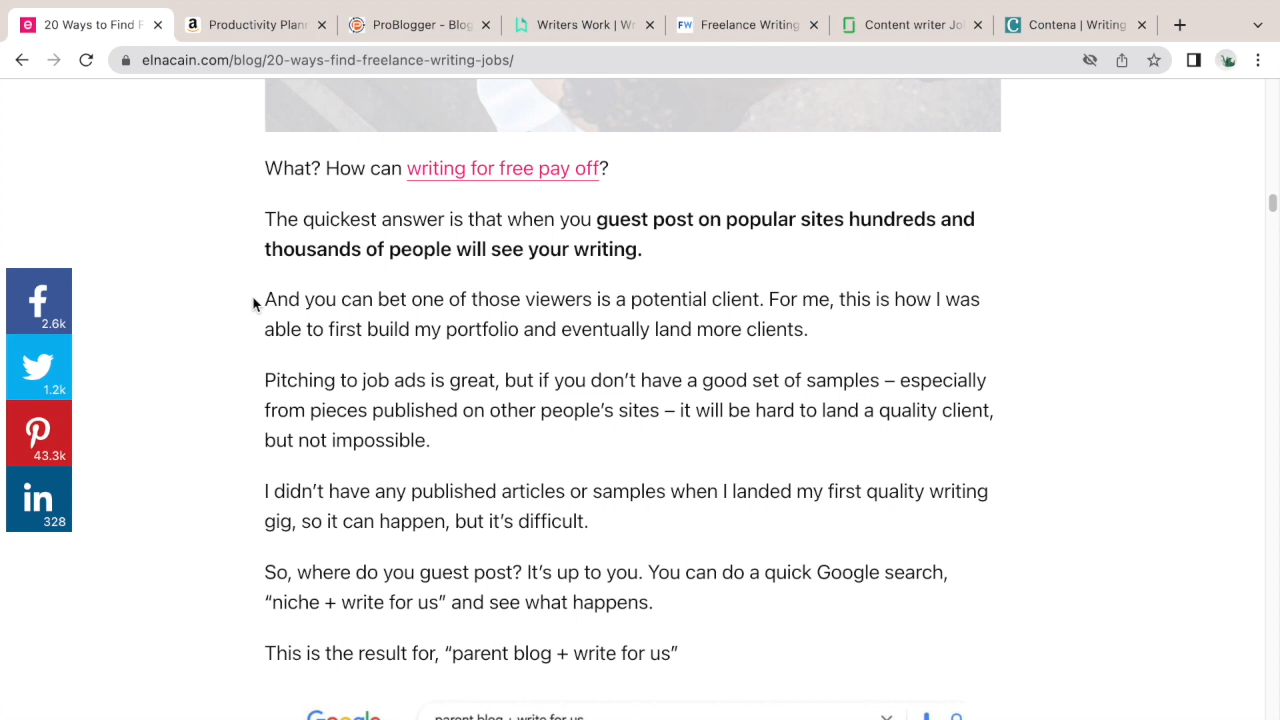 20 Ways to Find F
Productivity Plann
ProBlogger - Blog
Writers Work | Wr
FW
Freelance Writing
Content writer Jo
Contena | Writing
elnacain.com/blog/20-ways-find-freelance-writing-jobs/
What? How can writing for free pay off?
The quickest answer is that when you guest post on popular sites hundreds and
thousands of people will see your writing.
And you can bet one of those viewers is a potential client. For me, this is how I was
able to first build my portfolio and eventually land more clients.
Pitching to job ads is great, but if you don’t have a good set of samples – especially
from pieces published on other people’s sites – it will be hard to land a quality client,
but not impossible.
I didn’t have any published articles or samples when I landed my first quality writing
gig, so it can happen, but it’s difficult.
So, where do you guest post? It’s up to you. You can do a quick Google search,
“niche + write for us” and see what happens.
This is the result for, “parent blog + write for us”
Google
parent blog + write for us
2.6k
1.2k
43.3k
328